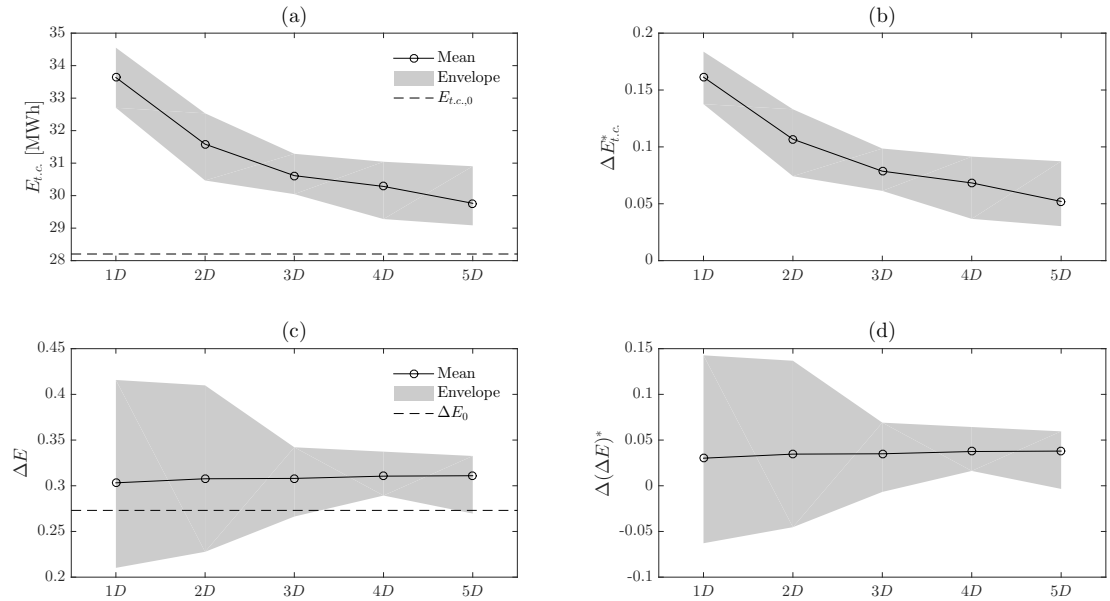 (a)
E_{t.c.} [MWh]
35
34
33
32
31
30
29
28
1D 2D 3D 4D 5D
Mean
Envelope
E_{t.c.,0}
(b)
ΔE*_{t.c.}
0.2
0.15
0.1
0.05
0
1D 2D 3D 4D 5D
(c)
ΔE
0.45
0.4
0.35
0.3
0.25
0.2
1D 2D 3D 4D 5D
Mean
Envelope
ΔE_0
(d)
Δ(ΔE)*
0.15
0.1
0.05
0
-0.05
-0.1
1D 2D 3D 4D 5D